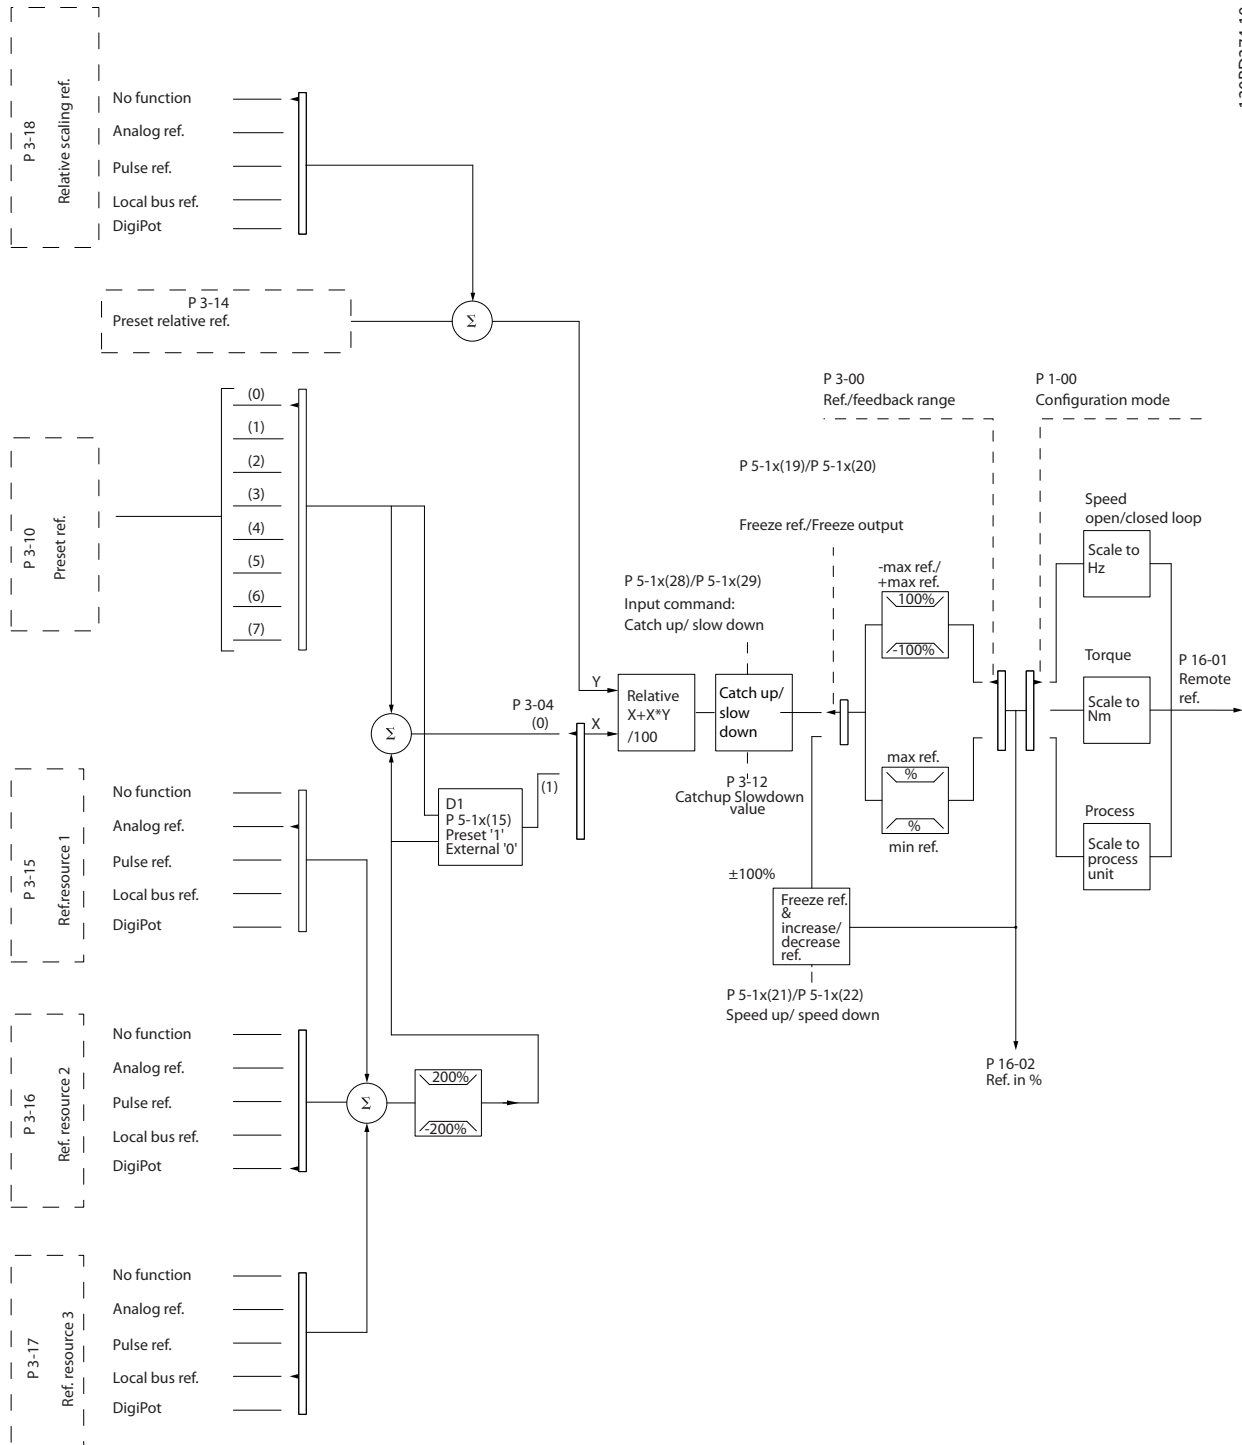 P 3-18
Relative scaling ref.
No function
Analog ref.
Pulse ref.
Local bus ref.
DigiPot
P 3-14
Preset relative ref.
Σ
P 3-10
Preset ref.
(0)
(1)
(2)
(3)
(4)
(5)
(6)
(7)
P 3-04
(0)
(1)
Y
X
Σ
D1
P 5-1x(15)
Preset '1'
External '0'
Relative
X+X*Y
/100
P 5-1x(28)/P 5-1x(29)
Input command:
Catch up/ slow down
Catch up/
slow
down
P 3-12
Catchup Slowdown
value
P 3-00
Ref./feedback range
P 5-1x(19)/P 5-1x(20)
Freeze ref./Freeze output
-max ref./
+max ref.
100%
-100%
max ref.
%
%
min ref.
±100%
Freeze ref.
&
increase/
decrease
ref.
P 5-1x(21)/P 5-1x(22)
Speed up/ speed down
P 1-00
Configuration mode
Speed
open/closed loop
Scale to
Hz
Torque
Scale to
Nm
Process
Scale to
process
unit
P 16-01
Remote
ref.
P 16-02
Ref. in %
P 3-15
Ref.resource 1
No function
Analog ref.
Pulse ref.
Local bus ref.
DigiPot
P 3-16
Ref. resource 2
No function
Analog ref.
Pulse ref.
Local bus ref.
DigiPot
Σ
200%
-200%
P 3-17
Ref. resource 3
No function
Analog ref.
Pulse ref.
Local bus ref.
DigiPot